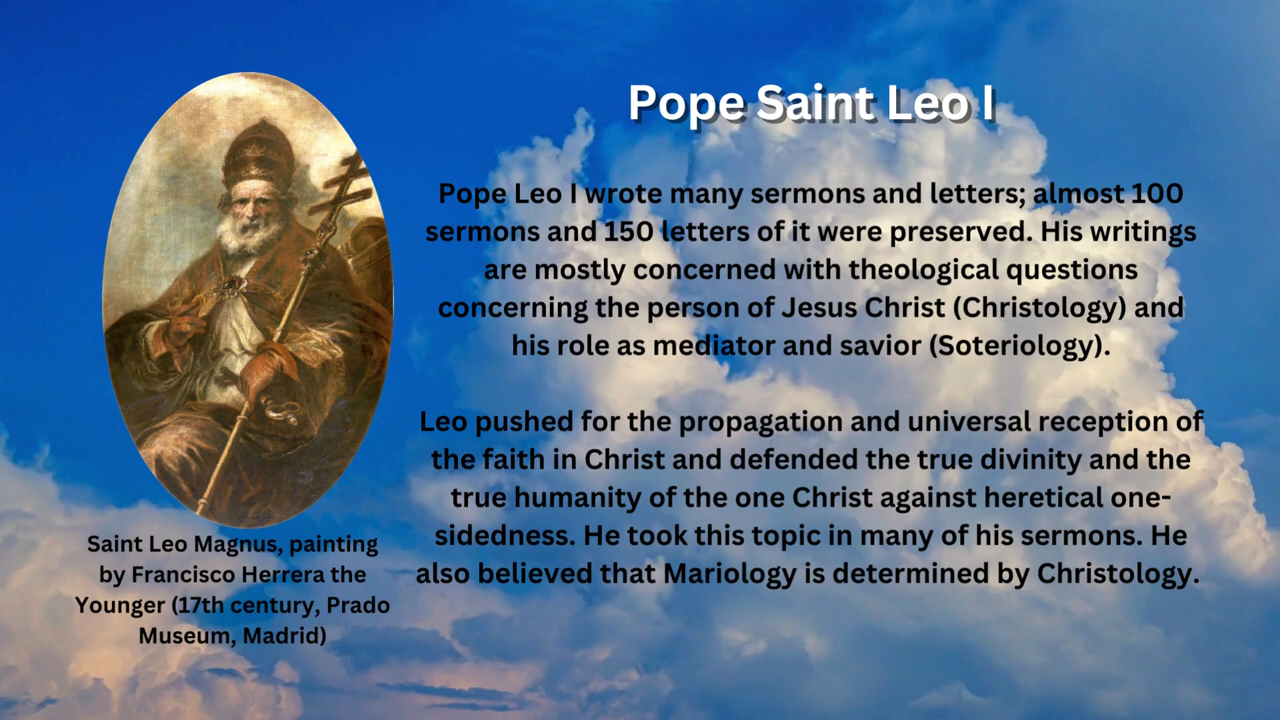 Pope Saint Leo I
Pope Leo I wrote many sermons and letters; almost 100
sermons and 150 letters of it were preserved. His writings
are mostly concerned with theological questions
concerning the person of Jesus Christ (Christology) and
his role as mediator and savior (Soteriology).
Leo pushed for the propagation and universal reception of
the faith in Christ and defended the true divinity and the
true humanity of the one Christ against heretical one-
sidedness. He took this topic in many of his sermons. He
also believed that Mariology is determined by Christology.
Saint Leo Magnus, painting
by Francisco Herrera the
Younger (17th century, Prado
Museum, Madrid)